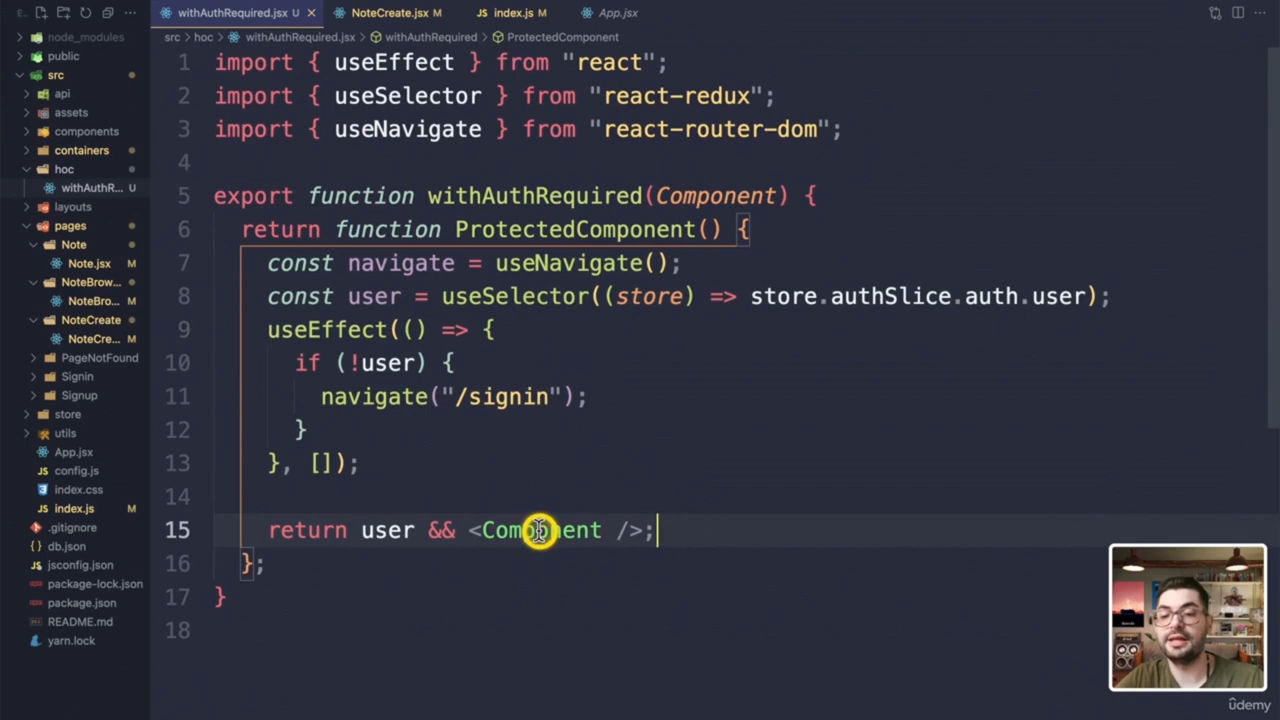 E...
withAuthRequired.jsx U
NoteCreate.jsx M
JS index.js M
App.jsx
src > hoc > withAuthRequired.jsx > withAuthRequired > ProtectedComponent
node_modules
public
src
api
assets
components
containers
hoc
withAuthR... U
layouts
pages
Note
Note.jsx M
NoteBrow...
NoteBro... M
NoteCreate
NoteCre... M
PageNotFound
Signin
Signup
store
utils
App.jsx
JS config.js
index.css
JS index.js M
.gitignore
db.json
jsconfig.json
package-lock.json
package.json
README.md
yarn.lock
1 import { useEffect } from "react";
2 import { useSelector } from "react-redux";
3 import { useNavigate } from "react-router-dom";
4
5 export function withAuthRequired(Component) {
6 return function ProtectedComponent() {
7 const navigate = useNavigate();
8 const user = useSelector((store) => store.authSlice.auth.user);
9 useEffect(() => {
10 if (!user) {
11 navigate("/signin");
12 }
13 }, []);
14
15 return user && <Component />;
16 };
17 }
18
ûdemy